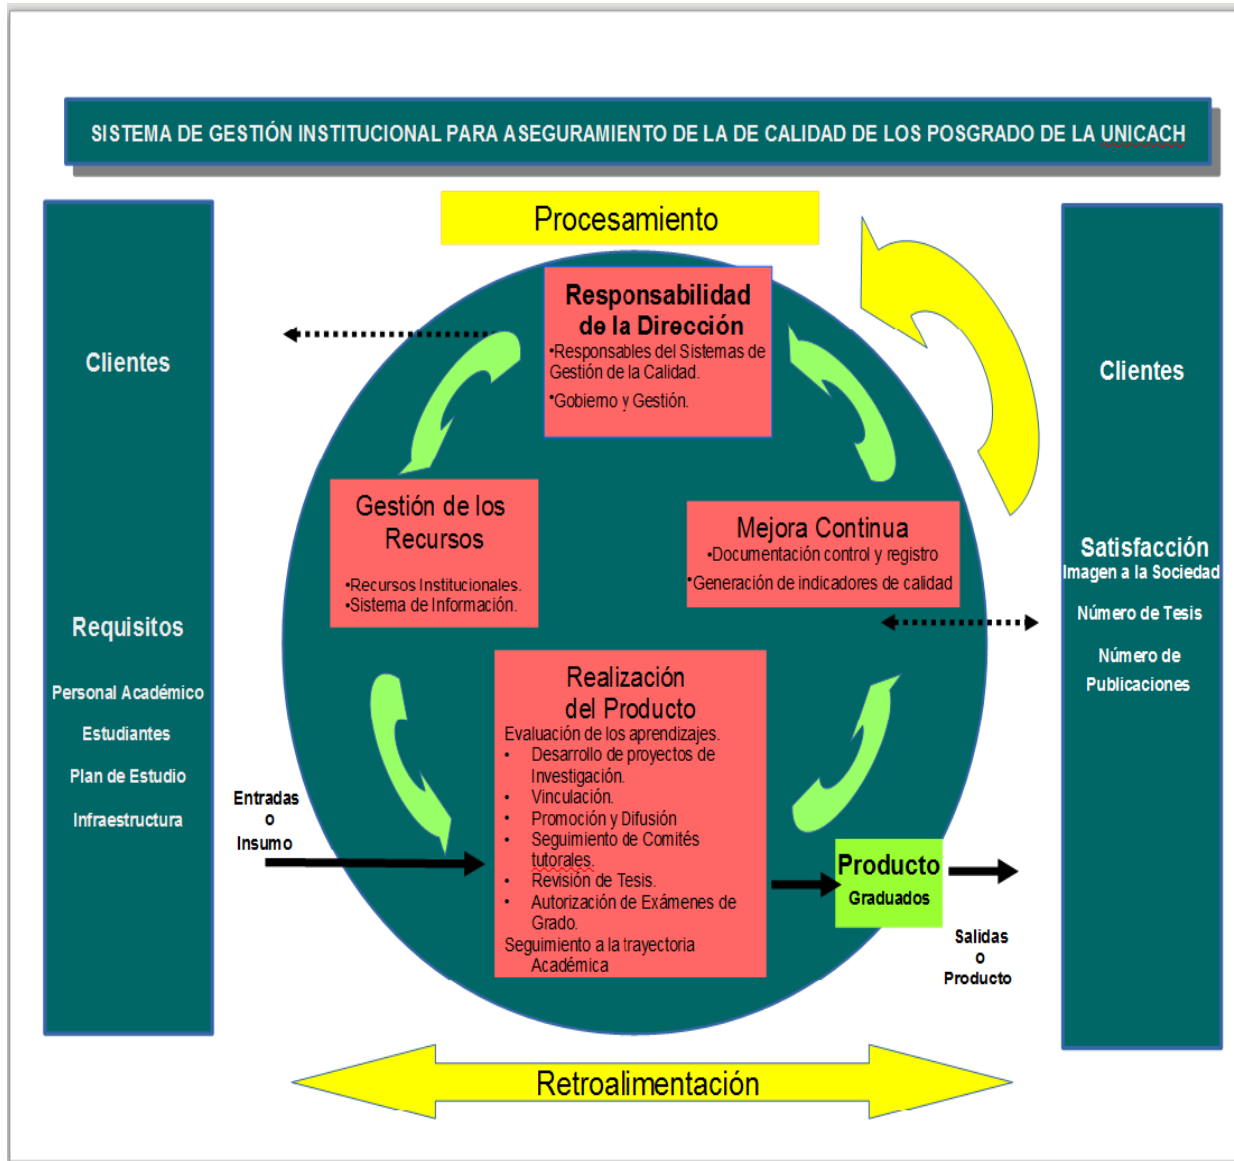 SISTEMA DE GESTIÓN INSTITUCIONAL PARA ASEGURAMIENTO DE LA DE CALIDAD DE LOS POSGRADO DE LA UNICACH
Procesamiento
Clientes
Requisitos
Personal Académico
Estudiantes
Plan de Estudio
Infraestructura
Entradas
o
Insumo
Responsabilidad
de la Dirección
•Responsables del Sistemas de
Gestión de la Calidad.
•Gobierno y Gestión.
Gestión de los
Recursos
•Recursos Institucionales.
•Sistema de Información.
Mejora Continua
•Documentación control y registro
•Generación de indicadores de calidad
Realización
del Producto
Evaluación de los aprendizajes.
• Desarrollo de proyectos de
Investigación.
• Vinculación.
• Promoción y Difusión
• Seguimiento de Comités
tutorales.
• Revisión de Tesis.
• Autorización de Exámenes de
Grado.
Seguimiento a la trayectoria
Académica
Producto
Graduados
Salidas
o
Producto
Clientes
Satisfacción
Imagen a la Sociedad
Número de Tesis
Número de
Publicaciones
Retroalimentación